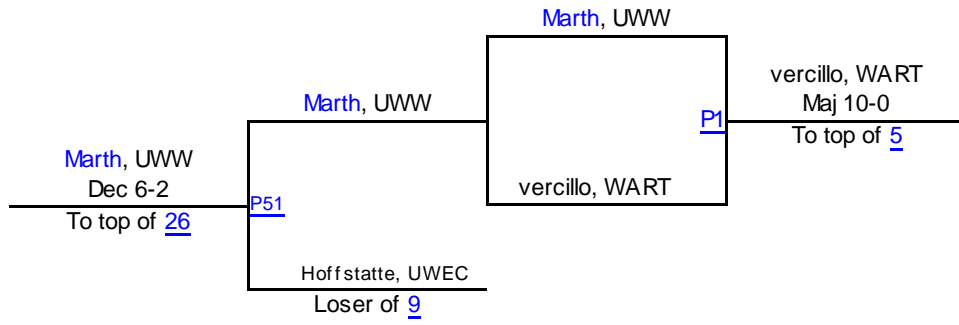 Marth, UWW
vercillo, WART
Maj 10-0
Marth, UWW
P1
To top of 5
Marth, UWW
Dec 6-2
vercillo, WART
P51
To top of 26
Hoffstatte, UWEC
Loser of 9